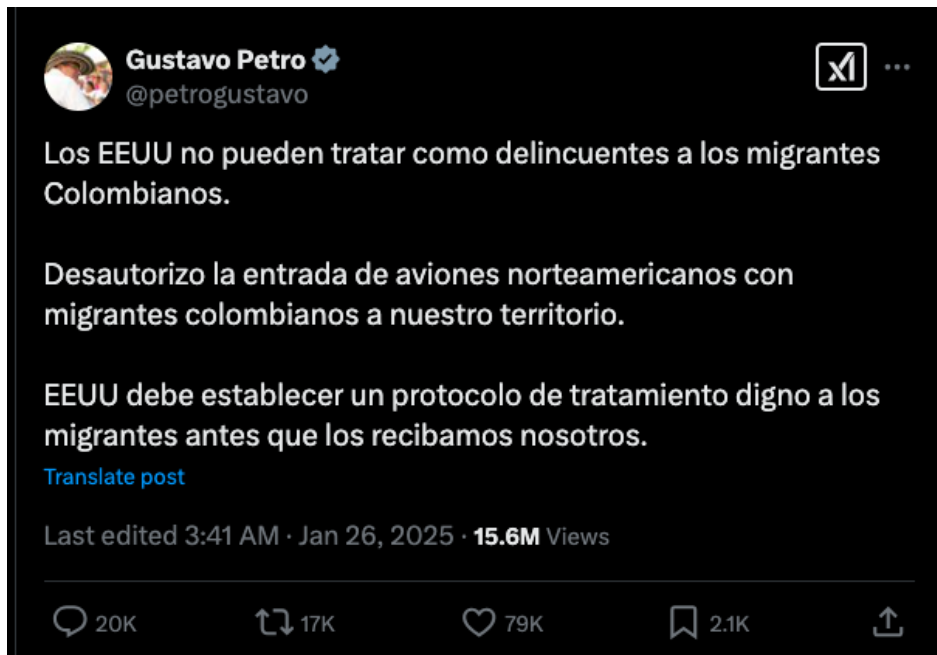 Gustavo Petro
@petrogustavo
Los EEUU no pueden tratar como delincuentes a los migrantes
Colombianos.
Desautorizo la entrada de aviones norteamericanos con
migrantes colombianos a nuestro territorio.
EEUU debe establecer un protocolo de tratamiento digno a los
migrantes antes que los recibamos nosotros.
Translate post
Last edited 3:41 AM · Jan 26, 2025 · 15.6M Views
20K 17K 79K 2.1K